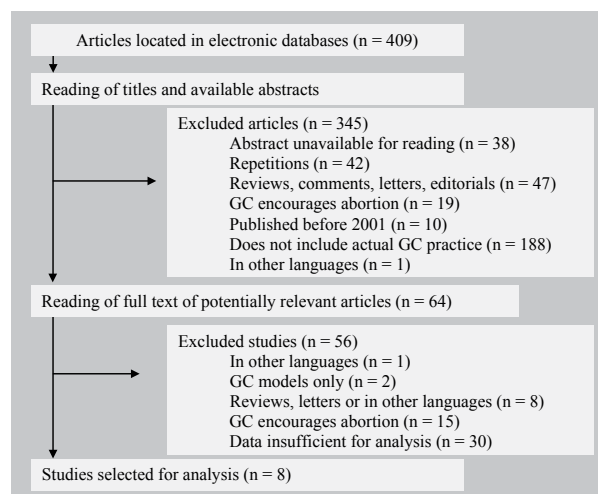 Articles located in electronic databases (n = 409)
Reading of titles and available abstracts
Excluded articles (n = 345)
Abstract unavailable for reading (n = 38)
Repetitions (n = 42)
Reviews, comments, letters, editorials (n = 47)
GC encourages abortion (n = 19)
Published before 2001 (n = 10)
Does not include actual GC practice (n = 188)
In other languages (n = 1)
Reading of full text of potentially relevant articles (n = 64)
Excluded studies (n = 56)
In other languages (n = 1)
GC models only (n = 2)
Reviews, letters or in other languages (n = 8)
GC encourages abortion (n = 15)
Data insufficient for analysis (n = 30)
Studies selected for analysis (n = 8)